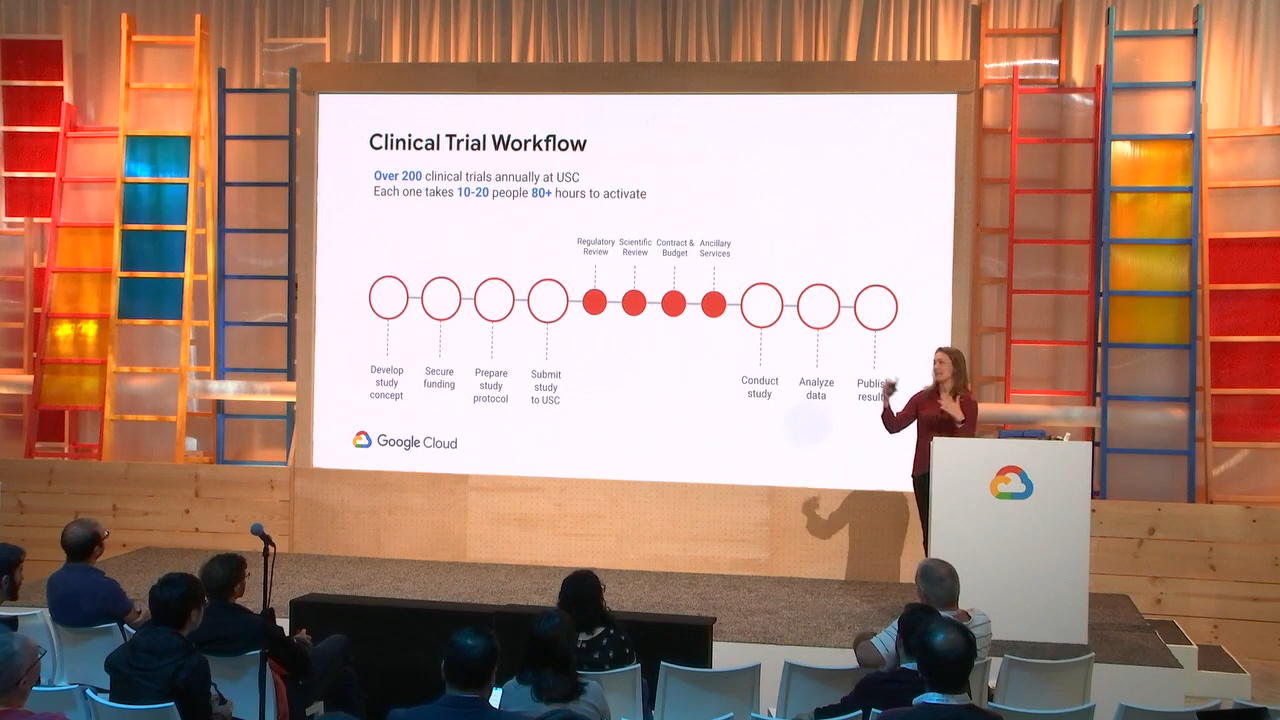 Clinical Trial Workflow
Over 200 clinical trials annually at USC
Each one takes 10-20 people 80+ hours to activate
Regulatory
Review
Scientific
Review
Contract &
Budget
Ancillary
Services
Develop
study
concept
Secure
funding
Prepare
study
protocol
Submit
study
to USC
Conduct
study
Analyze
data
Publis
result
Google Cloud